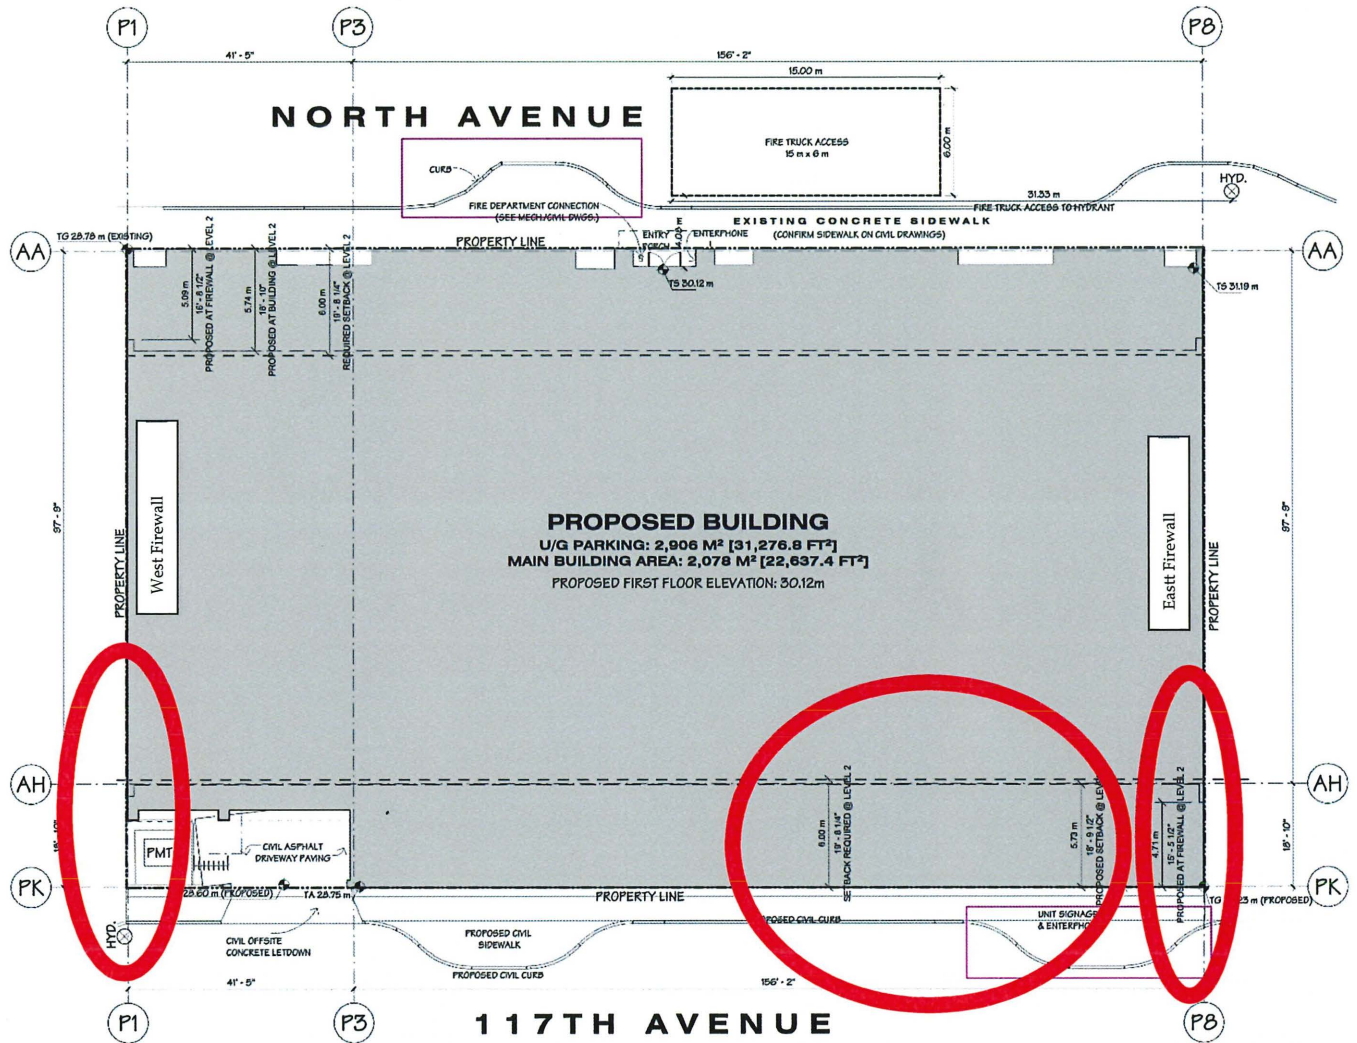 P1 P3 P8
41' - 5" 156' - 2"
15.00 m
NORTH AVENUE
FIRE TRUCK ACCESS
15 m x 6 m
6.00 m
CURB
HYD.
31.33 m
FIRE TRUCK ACCESS TO HYDRANT
FIRE DEPARTMENT CONNECTION
(SEE MECH/CIVIL DWGS.)
EXISTING CONCRETE SIDEWALK
(CONFIRM SIDEWALK ON CIVIL DRAWINGS)
TG 28.78 m (EXISTING)
PROPERTY LINE
ENTRY
PORCH
ENTERPHONE
AA AA
TS 30.12 m
TS 31.19 m
5.09 m
16' - 8 1/2"
PROPOSED AT FIREWALL @ LEVEL 2
5.74 m
18' - 10"
PROPOSED AT BUILDING @ LEVEL 2
6.00 m
19' - 8 1/4"
REQUIRED SETBACK @ LEVEL 2
97' - 9"
PROPERTY LINE
West Firewall
PROPOSED BUILDING
U/G PARKING: 2,906 M² [31,276.8 FT²]
MAIN BUILDING AREA: 2,078 M² [22,637.4 FT²]
PROPOSED FIRST FLOOR ELEVATION: 30.12m
Eastt Firewall
PROPERTY LINE
97' - 9"
AH AH
6.00 m
19' - 8 1/4"
SETBACK REQUIRED @ LEVEL 2
5.73 m
18' - 9 1/2"
PROPOSED SETBACK @ LEVEL
4.71 m
15' - 5 1/2"
PROPOSED AT FIREWALL @ LEVEL 2
18' - 10"
PMT
CIVIL ASPHALT
DRIVEWAY PAVING
PK PK
28.60 m (PROPOSED)
TA 28.75 m
PROPERTY LINE
TG 23 m (PROPOSED)
HYD.
CIVIL OFFSITE
CONCRETE LETDOWN
PROPOSED CIVIL
SIDEWALK
PROPOSED CIVIL CURB
CIVIL CURB
UNIT SIGNAGE
& ENTERPHO
41' - 5" 156' - 2"
P1 P3 P8
117TH AVENUE